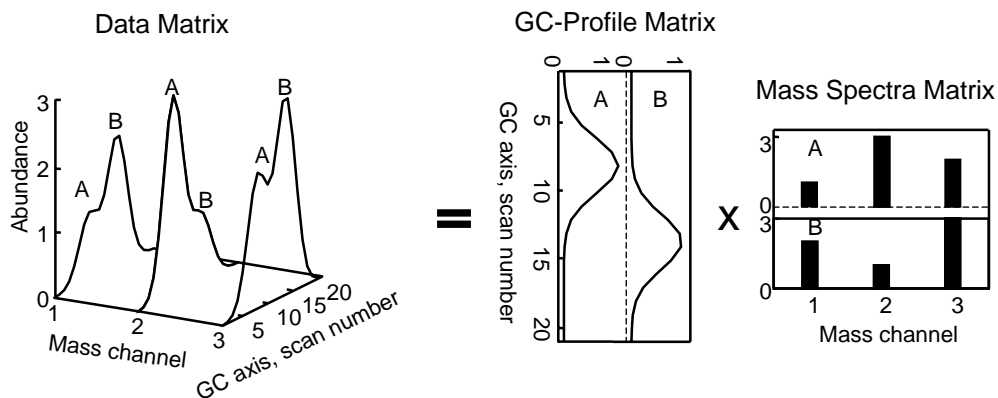 Data Matrix
GC-Profile Matrix
Mass Spectra Matrix
Abundance
3
2
1
0
A
B
A
B
A
B
1
2
3
Mass channel
5
10
15
20
GC axis, scan number
=
0
1
0
1
A
B
5
10
15
20
GC axis, scan number
X
3
0
A
3
0
B
1
2
3
Mass channel